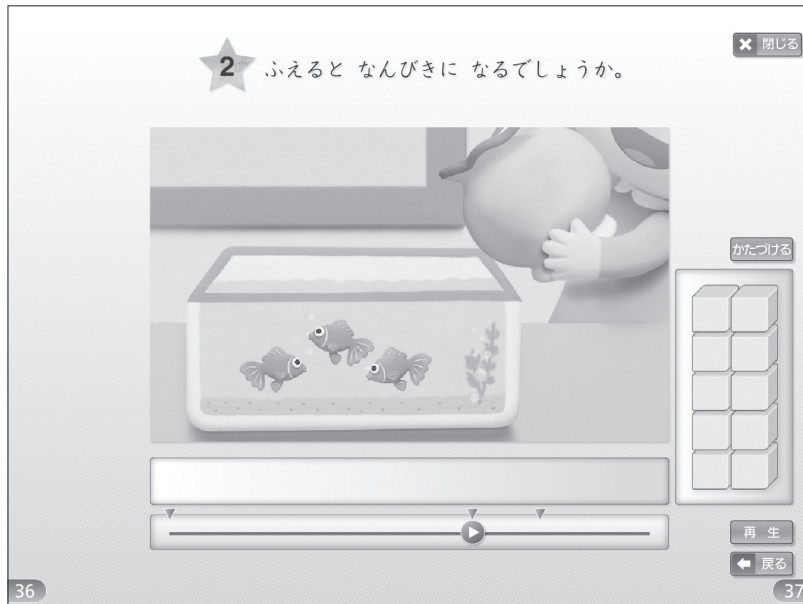 閉じる
2 ふえると なんびきに なるでしょうか。
かたづける
再 生
戻る
36
37